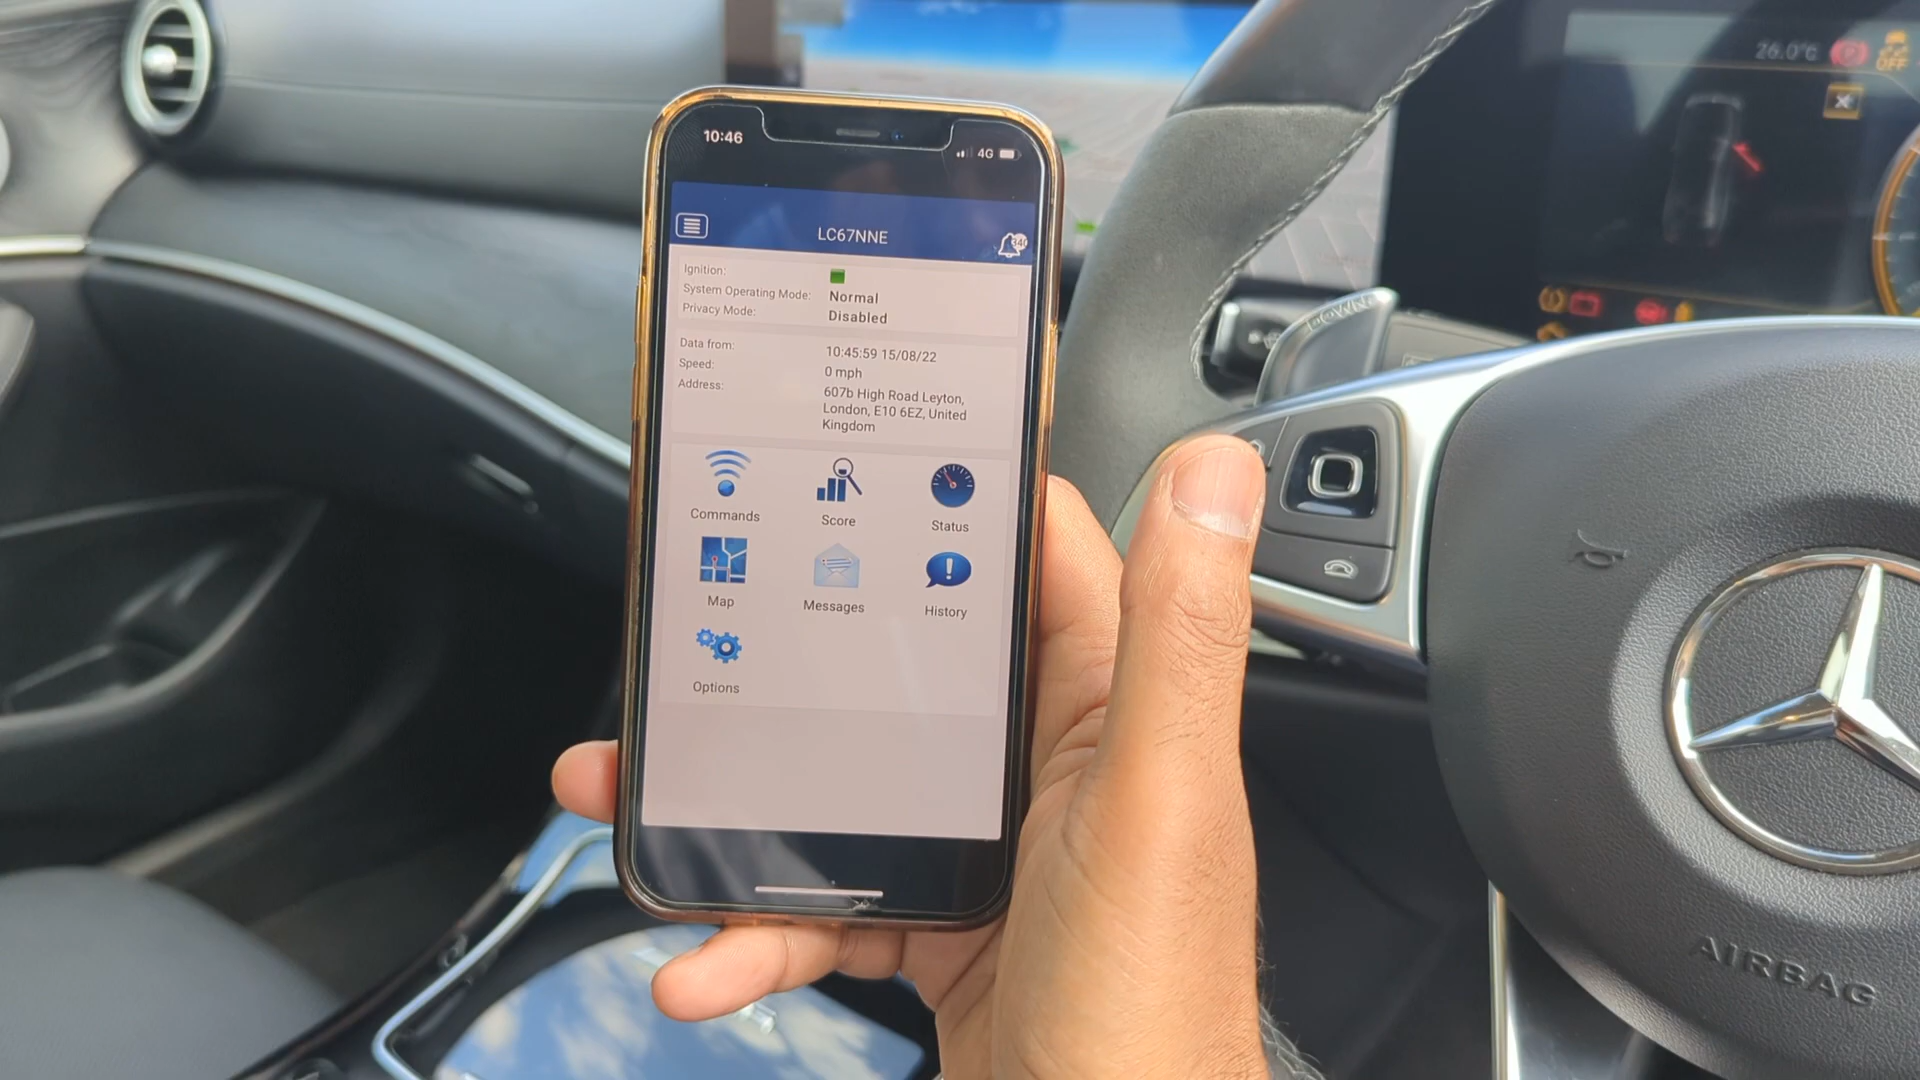 10:46
4G
LC67NNE
340
Ignition:
System Operating Mode: Normal
Privacy Mode: Disabled
Data from: 10:45:59 15/08/22
Speed: 0 mph
Address: 607b High Road Leyton,
London, E10 6EZ, United
Kingdom
Commands Score Status
Map Messages History
Options
26.0°C
OFF
DOWN
AIRBAG